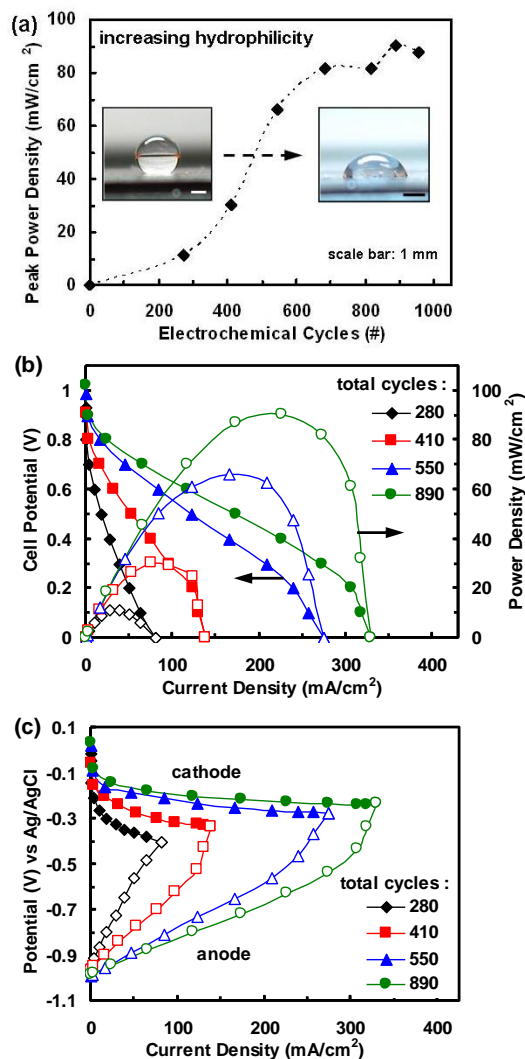 (a)
increasing hydrophilicity
100
80
60
40
20
0
Peak Power Density (mW/cm²)
scale bar: 1 mm
0 200 400 600 800 1000
Electrochemical Cycles (#)
(b)
total cycles :
280
410
550
890
1
0.8
0.6
0.4
0.2
0
Cell Potential (V)
100
80
60
40
20
0
Power Density (mW/cm²)
0 100 200 300 400
Current Density (mA/cm²)
(c)
0.1
-0.1
-0.3
-0.5
-0.7
-0.9
-1.1
Potential (V) vs Ag/AgCl
cathode
anode
total cycles :
280
410
550
890
0 100 200 300 400
Current Density (mA/cm²)